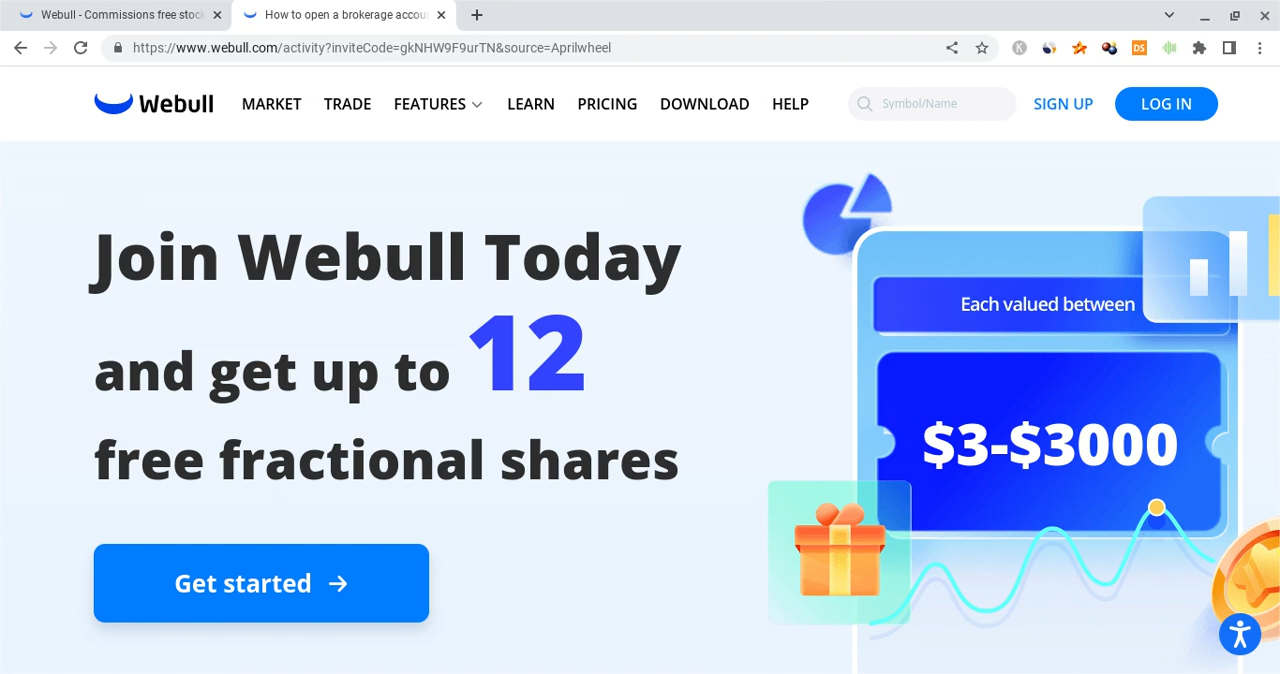 Webull - Commissions free stock
How to open a brokerage accou
https://www.webull.com/activity?inviteCode=gkNHW9F9urTN&source=Aprilwheel
K
DS
Webull
MARKET
TRADE
FEATURES
LEARN
PRICING
DOWNLOAD
HELP
Symbol/Name
SIGN UP
LOG IN
Join Webull Today
and get up to 12
free fractional shares
Get started →
Each valued between
$3-$3000